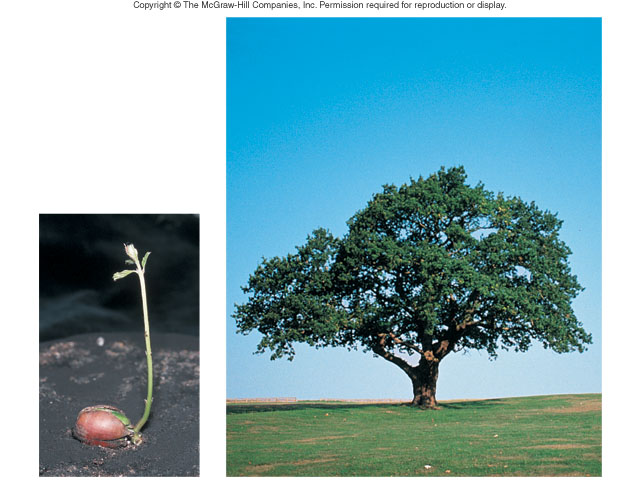 Copyright © The McGraw-Hill Companies, Inc. Permission required for reproduction or display.